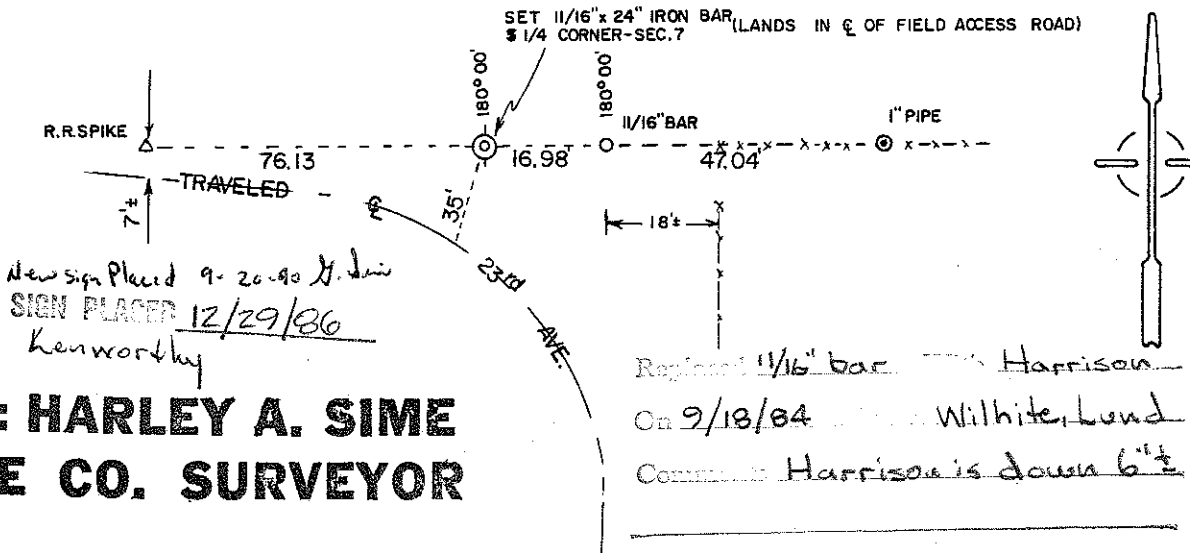 SET 11/16" x 24" IRON BAR (LANDS IN ℄ OF FIELD ACCESS ROAD)
S 1/4 CORNER-SEC.7
180°00'
180°00'
R.R.SPIKE
11/16" BAR
1" PIPE
76.13
16.98'
47.04'
TRAVELED
℄
7'±
35'
18'±
23rd AVE.
New sign Placed 9-20-90
SIGN PLACED 12/29/86
Kenworthy
: HARLEY A. SIME
E CO. SURVEYOR
Replaced 11/16" bar Harrison
On 9/18/84 Wilhite, Lund
Harrison is down 6"±